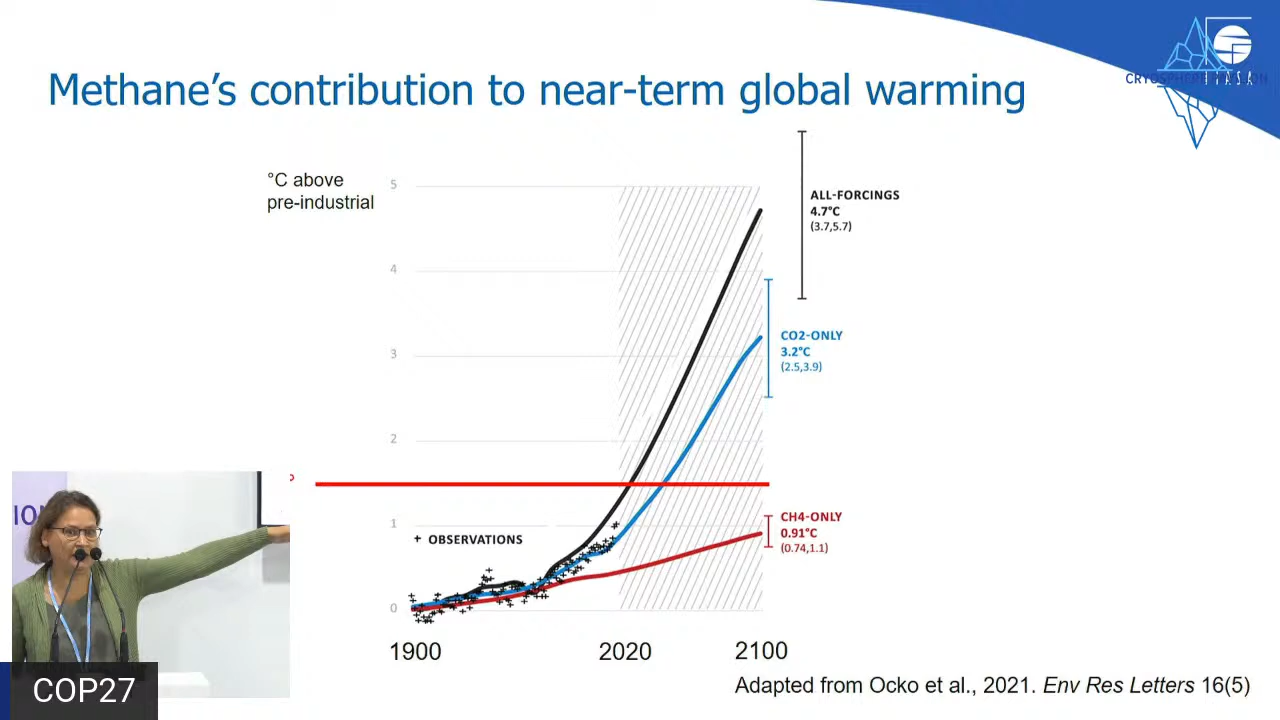 Methane's contribution to near-term global warming
°C above
pre-industrial
5
4
3
2
1
0
ALL-FORCINGS
4.7°C
(3.7,5.7)
CO2-ONLY
3.2°C
(2.5,3.9)
CH4-ONLY
0.91°C
(0.74,1.1)
+ OBSERVATIONS
1900
2020
2100
Adapted from Ocko et al., 2021. Env Res Letters 16(5)
COP27